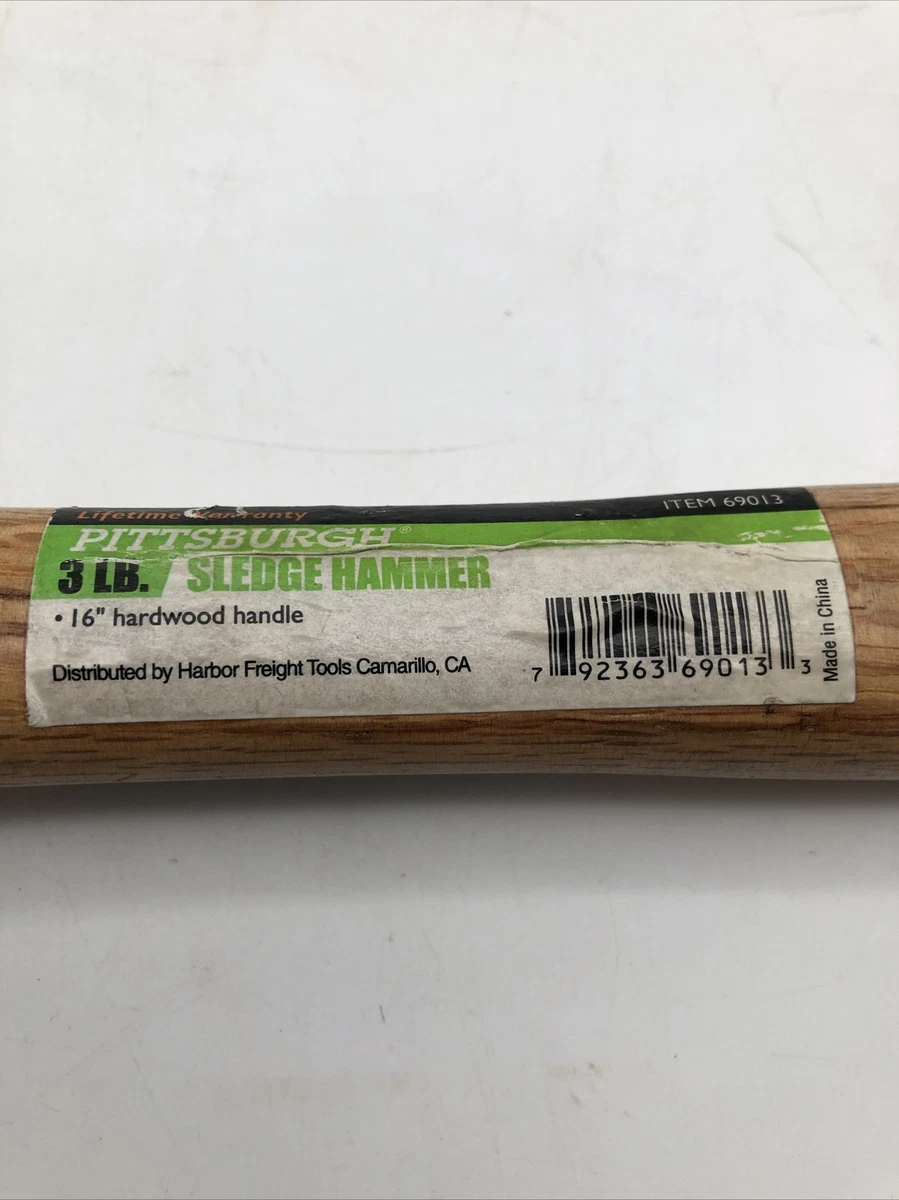 Lifetime Warranty
ITEM 69013
PITTSBURGH®
3 LB. SLEDGE HAMMER
• 16" hardwood handle
Distributed by Harbor Freight Tools Camarillo, CA
7 92363 69013 3
Made in China